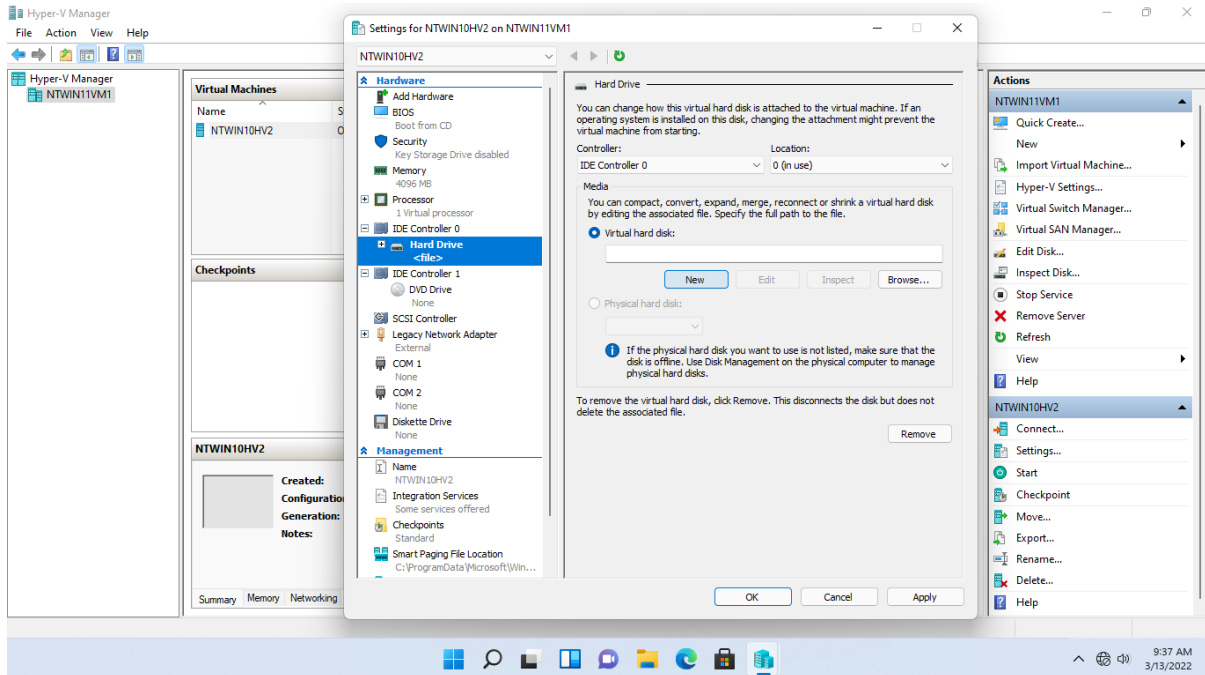 Hyper-V Manager
File Action View Help
Hyper-V Manager
NTWIN11VM1
Virtual Machines
Name
S
NTWIN10HV2
O
Checkpoints
NTWIN10HV2
Created:
Configuration
Generation:
Notes:
Summary Memory Networking
Settings for NTWIN10HV2 on NTWIN11VM1
NTWIN10HV2
Hardware
Add Hardware
BIOS
Boot from CD
Security
Key Storage Drive disabled
Memory
4096 MB
Processor
1 Virtual processor
IDE Controller 0
Hard Drive
<file>
IDE Controller 1
DVD Drive
None
SCSI Controller
Legacy Network Adapter
External
COM 1
None
COM 2
None
Diskette Drive
None
Management
Name
NTWIN10HV2
Integration Services
Some services offered
Checkpoints
Standard
Smart Paging File Location
C:\ProgramData\Microsoft\Win...
Hard Drive
You can change how this virtual hard disk is attached to the virtual machine. If an
operating system is installed on this disk, changing the attachment might prevent the
virtual machine from starting.
Controller: Location:
IDE Controller 0 0 (in use)
Media
You can compact, convert, expand, merge, reconnect or shrink a virtual hard disk
by editing the associated file. Specify the full path to the file.
Virtual hard disk:
New Edit Inspect Browse...
Physical hard disk:
If the physical hard disk you want to use is not listed, make sure that the
disk is offline. Use Disk Management on the physical computer to manage
physical hard disks.
To remove the virtual hard disk, click Remove. This disconnects the disk but does not
delete the associated file.
Remove
OK Cancel Apply
Actions
NTWIN11VM1
Quick Create...
New
Import Virtual Machine...
Hyper-V Settings...
Virtual Switch Manager...
Virtual SAN Manager...
Edit Disk...
Inspect Disk...
Stop Service
Remove Server
Refresh
View
Help
NTWIN10HV2
Connect...
Settings...
Start
Checkpoint
Move...
Export...
Rename...
Delete...
Help
9:37 AM
3/13/2022